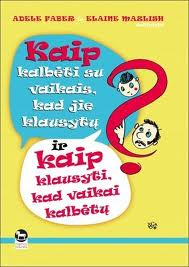 ADELE FABER • ELAINE MAZLISH
Kaip
kalbėti su
vaikais,
kad jie
klausytų
?
ir
kaip
klausyti,
kad vaikai
kalbėtų